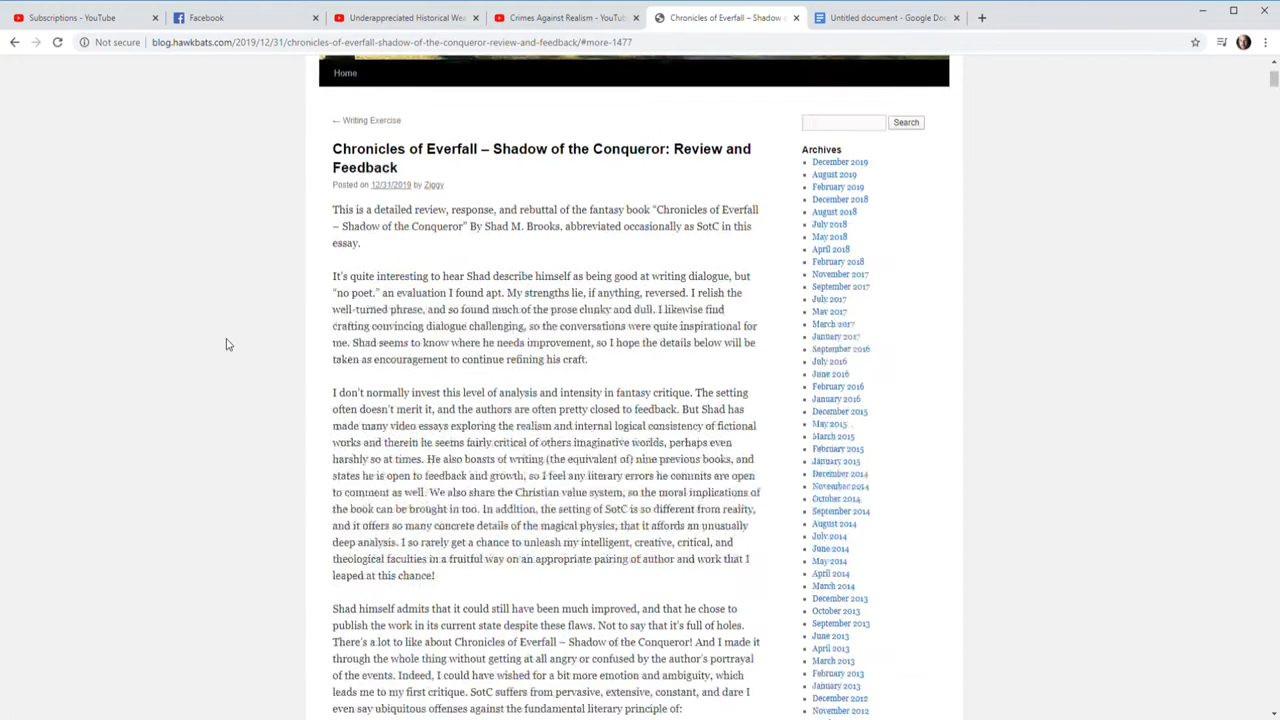 Subscriptions - YouTube
Facebook
Underappreciated Historical Wea
Crimes Against Realism - YouTub
Chronicles of Everfall – Shadow o
Untitled document - Google Doc
Not secure
blog.hawkbats.com/2019/12/31/chronicles-of-everfall-shadow-of-the-conqueror-review-and-feedback/#more-1477
Home
← Writing Exercise
Chronicles of Everfall – Shadow of the Conqueror: Review and
Feedback
Posted on 12/31/2019 by Ziggy
This is a detailed review, response, and rebuttal of the fantasy book “Chronicles of Everfall
– Shadow of the Conqueror” By Shad M. Brooks, abbreviated occasionally as SotC in this
essay.
It’s quite interesting to hear Shad describe himself as being good at writing dialogue, but
“no poet.” an evaluation I found apt. My strengths lie, if anything, reversed. I relish the
well-turned phrase, and so found much of the prose clunky and dull. I likewise find
crafting convincing dialogue challenging, so the conversations were quite inspirational for
me. Shad seems to know where he needs improvement, so I hope the details below will be
taken as encouragement to continue refining his craft.
I don’t normally invest this level of analysis and intensity in fantasy critique. The setting
often doesn’t merit it, and the authors are often pretty closed to feedback. But Shad has
made many video essays exploring the realism and internal logical consistency of fictional
works and therein he seems fairly critical of others imaginative worlds, perhaps even
harshly so at times. He also boasts of writing (the equivalent of) nine previous books, and
states he is open to feedback and growth, so I feel any literary errors he commits are open
to comment as well. We also share the Christian value system, so the moral implications of
the book can be brought in too. In addition, the setting of SotC is so different from reality,
and it offers so many concrete details of the magical physics, that it affords an unusually
deep analysis. I so rarely get a chance to unleash my intelligent, creative, critical, and
theological faculties in a fruitful way on an appropriate pairing of author and work that I
leaped at this chance!
Shad himself admits that it could still have been much improved, and that he chose to
publish the work in its current state despite these flaws. Not to say that it’s full of holes.
There’s a lot to like about Chronicles of Everfall – Shadow of the Conqueror! And I made it
through the whole thing without getting at all angry or confused by the author’s portrayal
of the events. Indeed, I could have wished for a bit more emotion and ambiguity, which
leads me to my first critique. SotC suffers from pervasive, extensive, constant, and dare I
even say ubiquitous offenses against the fundamental literary principle of:
Search
Archives
December 2019
August 2019
February 2019
December 2018
August 2018
July 2018
May 2018
April 2018
February 2018
November 2017
September 2017
July 2017
May 2017
March 2017
January 2017
September 2016
July 2016
June 2016
February 2016
January 2016
December 2015
May 2015
March 2015
February 2015
January 2015
December 2014
November 2014
October 2014
September 2014
August 2014
July 2014
June 2014
May 2014
April 2014
March 2014
December 2013
October 2013
September 2013
June 2013
April 2013
March 2013
February 2013
January 2013
December 2012
November 2012